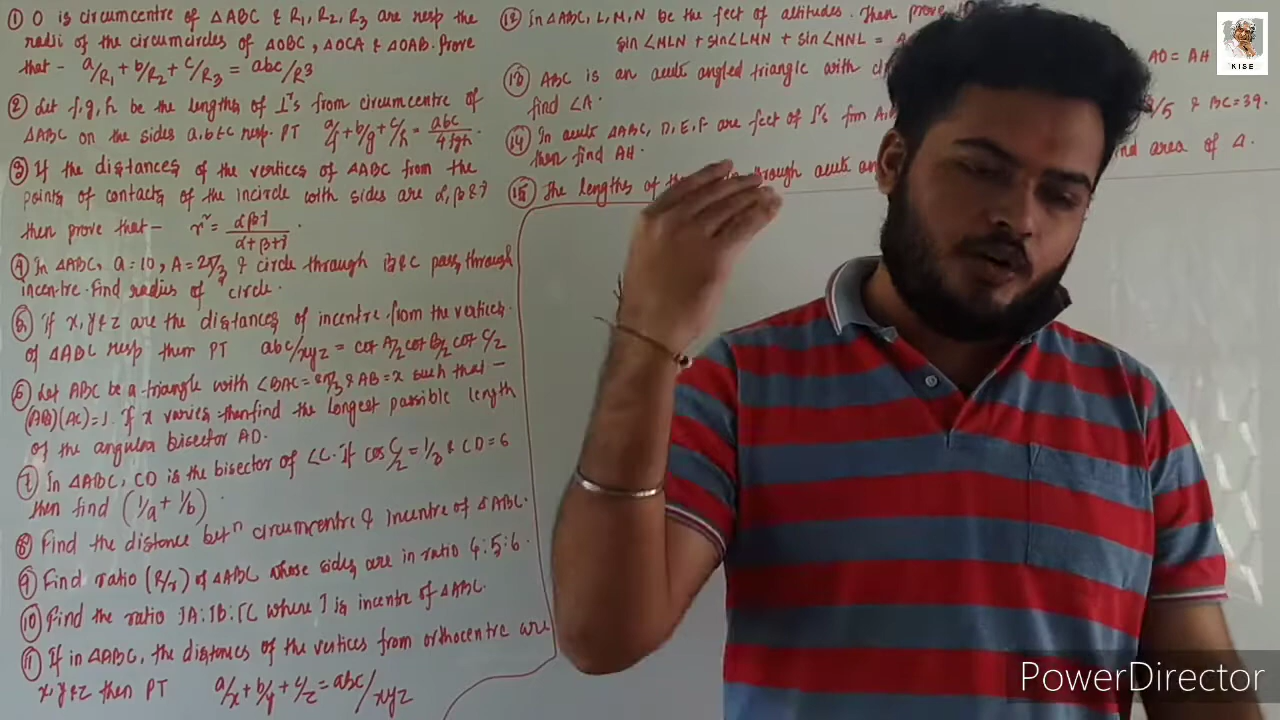 ① O is circumcentre of △ABC & R₁, R₂, R₃ are resp the
radii of the circumcircles of △OBC, △OCA & △OAB. Prove
that - a/R₁ + b/R₂ + c/R₃ = abc/R³
② Let f, g, h be the lengths of ⊥ʳs from circumcentre of
△ABC on the sides a, b & c resp. PT a/f + b/g + c/h = abc/4fgh.
③ If the distances of the vertices of △ABC from the
points of contacts of the incircle with sides are α, β & γ
then prove that - r² = αβγ/α+β+γ.
④ In △ABC, a = 10, A = 2π/3 & circle through B & C pass through
incentre. Find radius of circle.
⑤ If x, y & z are the distances of incentre from the vertices
of △ABC resp then PT abc/xyz = cot A/2 cot B/2 cot C/2
⑥ Let ABC be a triangle with ∠BAC = 2π/3 & AB = x such that -
(AB)(AC) = 1. If x varies then find the longest possible length
of the angular bisector AD.
⑦ In △ABC, CD is the bisector of ∠C. If cos C/2 = 1/3 & CD = 6
then find (1/a + 1/b).
⑧ Find the distance betⁿ circumcentre & incentre of △ABC.
⑨ Find ratio (R/r) of △ABC whose sides are in ratio 4:5:6.
⑩ Find the ratio IA:IB:IC where I is incentre of △ABC.
⑪ If in △ABC, the distances of the vertices from orthocentre are
x, y & z then PT a/x + b/y + c/z = abc/xyz
⑫ In △ABC, L, M, N be the feet of altitudes. Then prove
sin ∠MLN + sin ∠LMN + sin ∠MNL =
⑬ ABC is an acute angled triangle with AO = AH
find ∠A.
⑭ In acute △ABC, D, E, F are feet of ⊥ʳs from /5 & BC = 39.
then find AH.
⑮ The lengths of through acute area of △.
KISE
PowerDirector